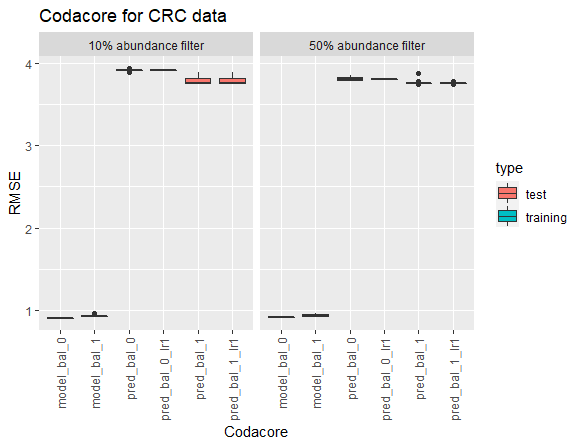 Codacore for CRC data
10% abundance filter
50% abundance filter
4
3
2
1
RMSE
model_bal_0
model_bal_1
pred_bal_0
pred_bal_0_lr1
pred_bal_1
pred_bal_1_lr1
model_bal_0
model_bal_1
pred_bal_0
pred_bal_0_lr1
pred_bal_1
pred_bal_1_lr1
Codacore
type
test
training